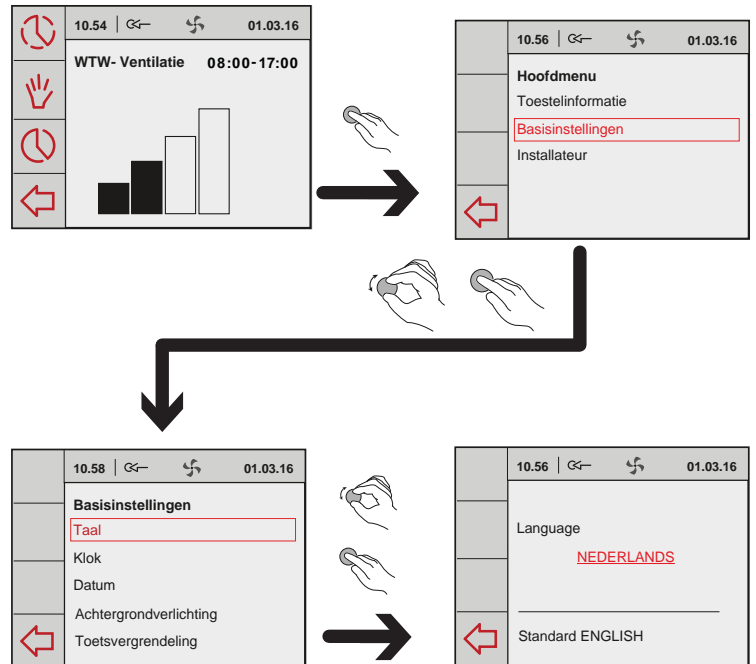 10.54 01.03.16
WTW- Ventilatie 08:00-17:00
10.56 01.03.16
Hoofdmenu
Toestelinformatie
Basisinstellingen
Installateur
10.58 01.03.16
Basisinstellingen
Taal
Klok
Datum
Achtergrondverlichting
Toetsvergrendeling
10.56 01.03.16
Language
NEDERLANDS
Standard ENGLISH